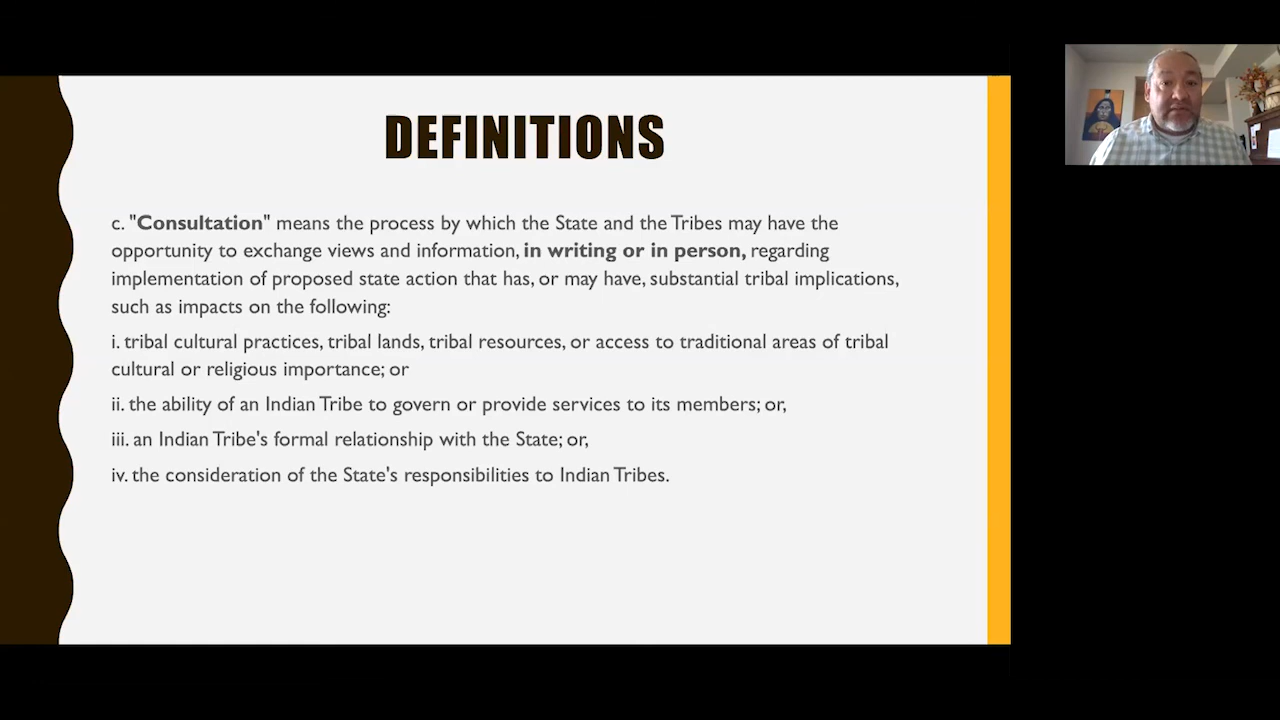 DEFINITIONS
c. "Consultation" means the process by which the State and the Tribes may have the
opportunity to exchange views and information, in writing or in person, regarding
implementation of proposed state action that has, or may have, substantial tribal implications,
such as impacts on the following:
i. tribal cultural practices, tribal lands, tribal resources, or access to traditional areas of tribal
cultural or religious importance; or
ii. the ability of an Indian Tribe to govern or provide services to its members; or,
iii. an Indian Tribe's formal relationship with the State; or,
iv. the consideration of the State's responsibilities to Indian Tribes.